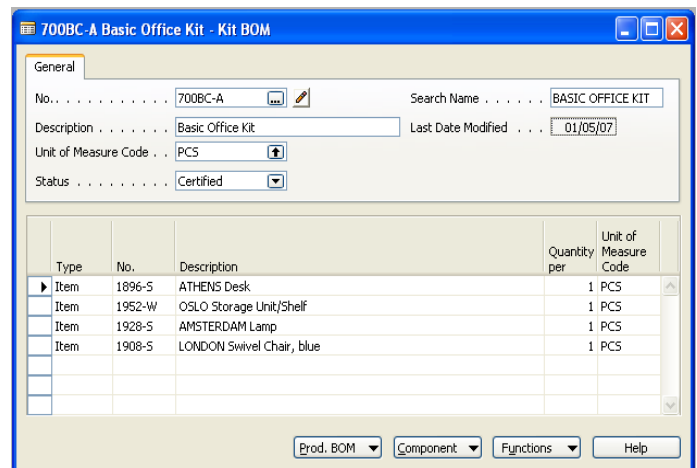 700BC-A Basic Office Kit - Kit BOM
General
No. . . . . . . . . . . . 700BC-A ... Search Name . . . . . . BASIC OFFICE KIT
Description . . . . . . . Basic Office Kit Last Date Modified . . . 01/05/07
Unit of Measure Code . . PCS
Status . . . . . . . . . Certified
Type No. Description Quantity per Unit of Measure Code
Item 1896-S ATHENS Desk 1 PCS
Item 1952-W OSLO Storage Unit/Shelf 1 PCS
Item 1928-S AMSTERDAM Lamp 1 PCS
Item 1908-S LONDON Swivel Chair, blue 1 PCS
Prod. BOM Component Functions Help